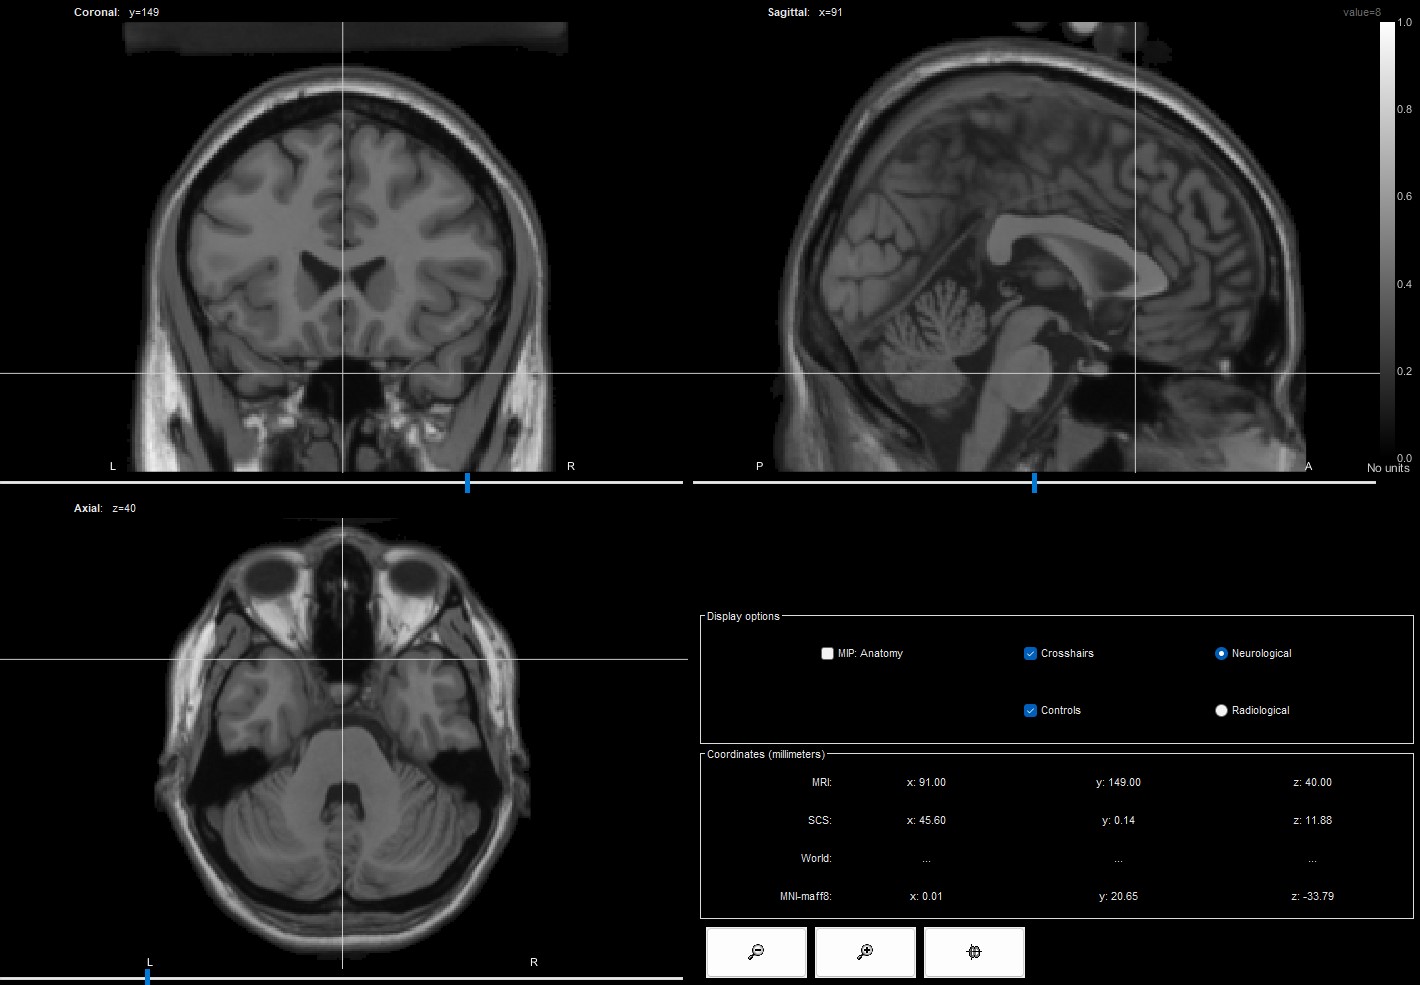 Coronal:   y=149
Sagittal:   x=91
value=8
1.0
0.8
0.6
0.4
0.2
0.0
No units
L
R
P
A
Axial:   z=40
L
R
Display options
MIP: Anatomy
Crosshairs
Neurological
Controls
Radiological
Coordinates (millimeters)
MRI: x: 91.00 y: 149.00 z: 40.00
SCS: x: 45.60 y: 0.14 z: 11.88
World: ... ... ...
MNI-maff8: x: 0.01 y: 20.65 z: -33.79